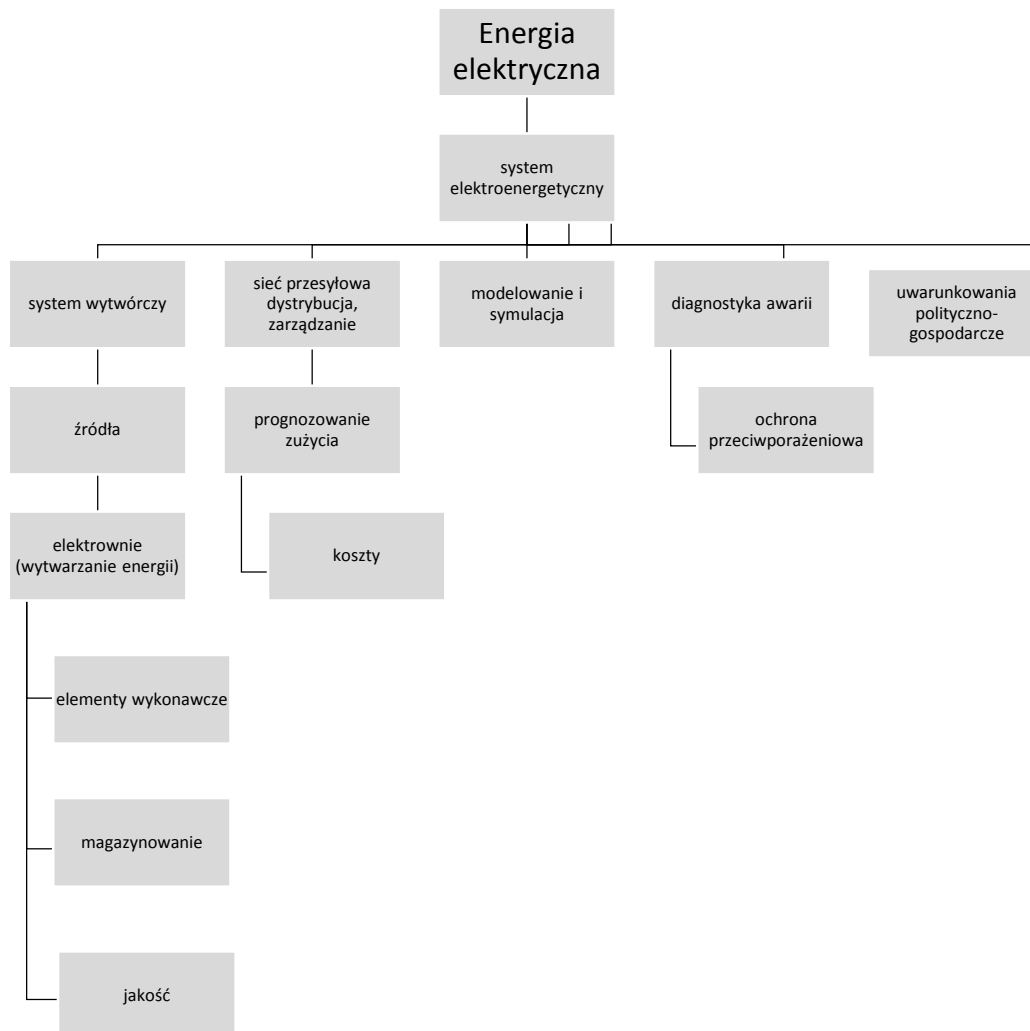 Energia
elektryczna
system
elektroenergetyczny
system wytwórczy
sieć przesyłowa
dystrybucja,
zarządzanie
modelowanie i
symulacja
diagnostyka awarii
uwarunkowania
polityczno-
gospodarcze
źródła
prognozowanie
zużycia
ochrona
przeciwporażeniowa
elektrownie
(wytwarzanie energii)
koszty
elementy wykonawcze
magazynowanie
jakość